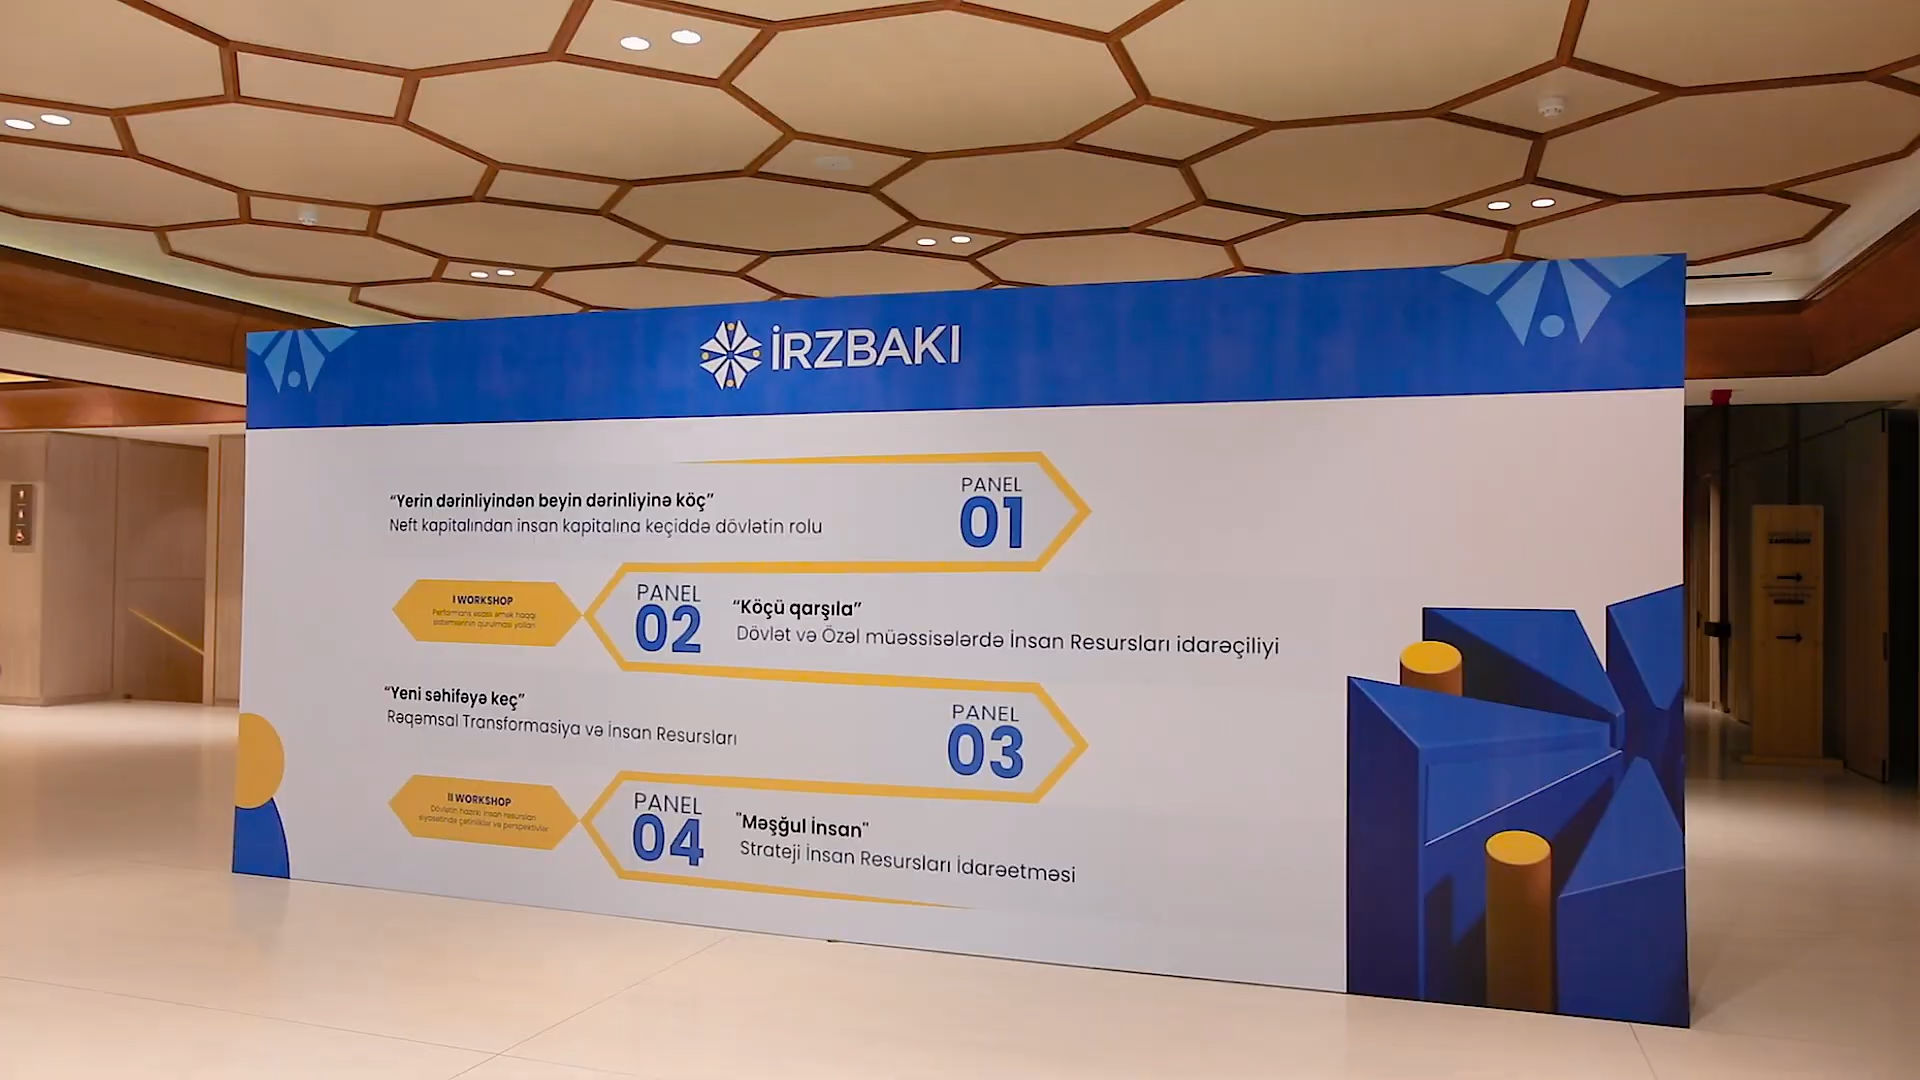 İRZBAKI
PANEL
01
“Yerin dərinliyindən beyin dərinliyinə köç”
Neft kapitalından insan kapitalına keçiddə dövlətin rolu
I WORKSHOP
Performans əsaslı əmək haqqı
sistemlərinin qurulması yolları
PANEL
02
“Köçü qarşıla”
Dövlət və Özəl müəssisələrdə İnsan Resursları idarəçiliyi
“Yeni səhifəyə keç”
Rəqəmsal Transformasiya və İnsan Resursları
PANEL
03
II WORKSHOP
Dövlətin hazırki insan resursları
siyasətində çətinliklər və perspektivlər
PANEL
04
"Məşğul İnsan"
Strateji İnsan Resursları İdarəetməsi